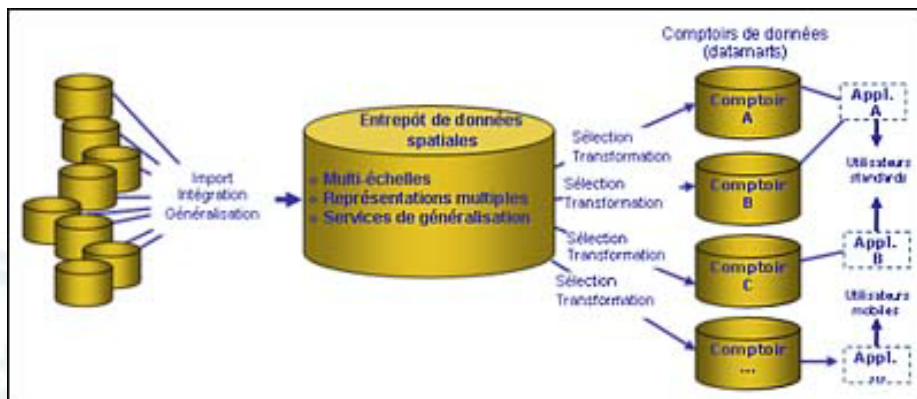 Import
Intégration
Généralisation
Entrepôt de données
spatiales
Multi-échelles
Représentations multiples
Services de généralisation
Sélection
Transformation
Sélection
Transformation
Sélection
Transformation
Sélection
Transformation
Comptoirs de données
(datamarts)
Comptoir
A
Comptoir
B
Comptoir
C
Comptoir
...
Appl.
A
Utilisateurs
standards
Appl.
B
Utilisateurs
mobiles
Appl.